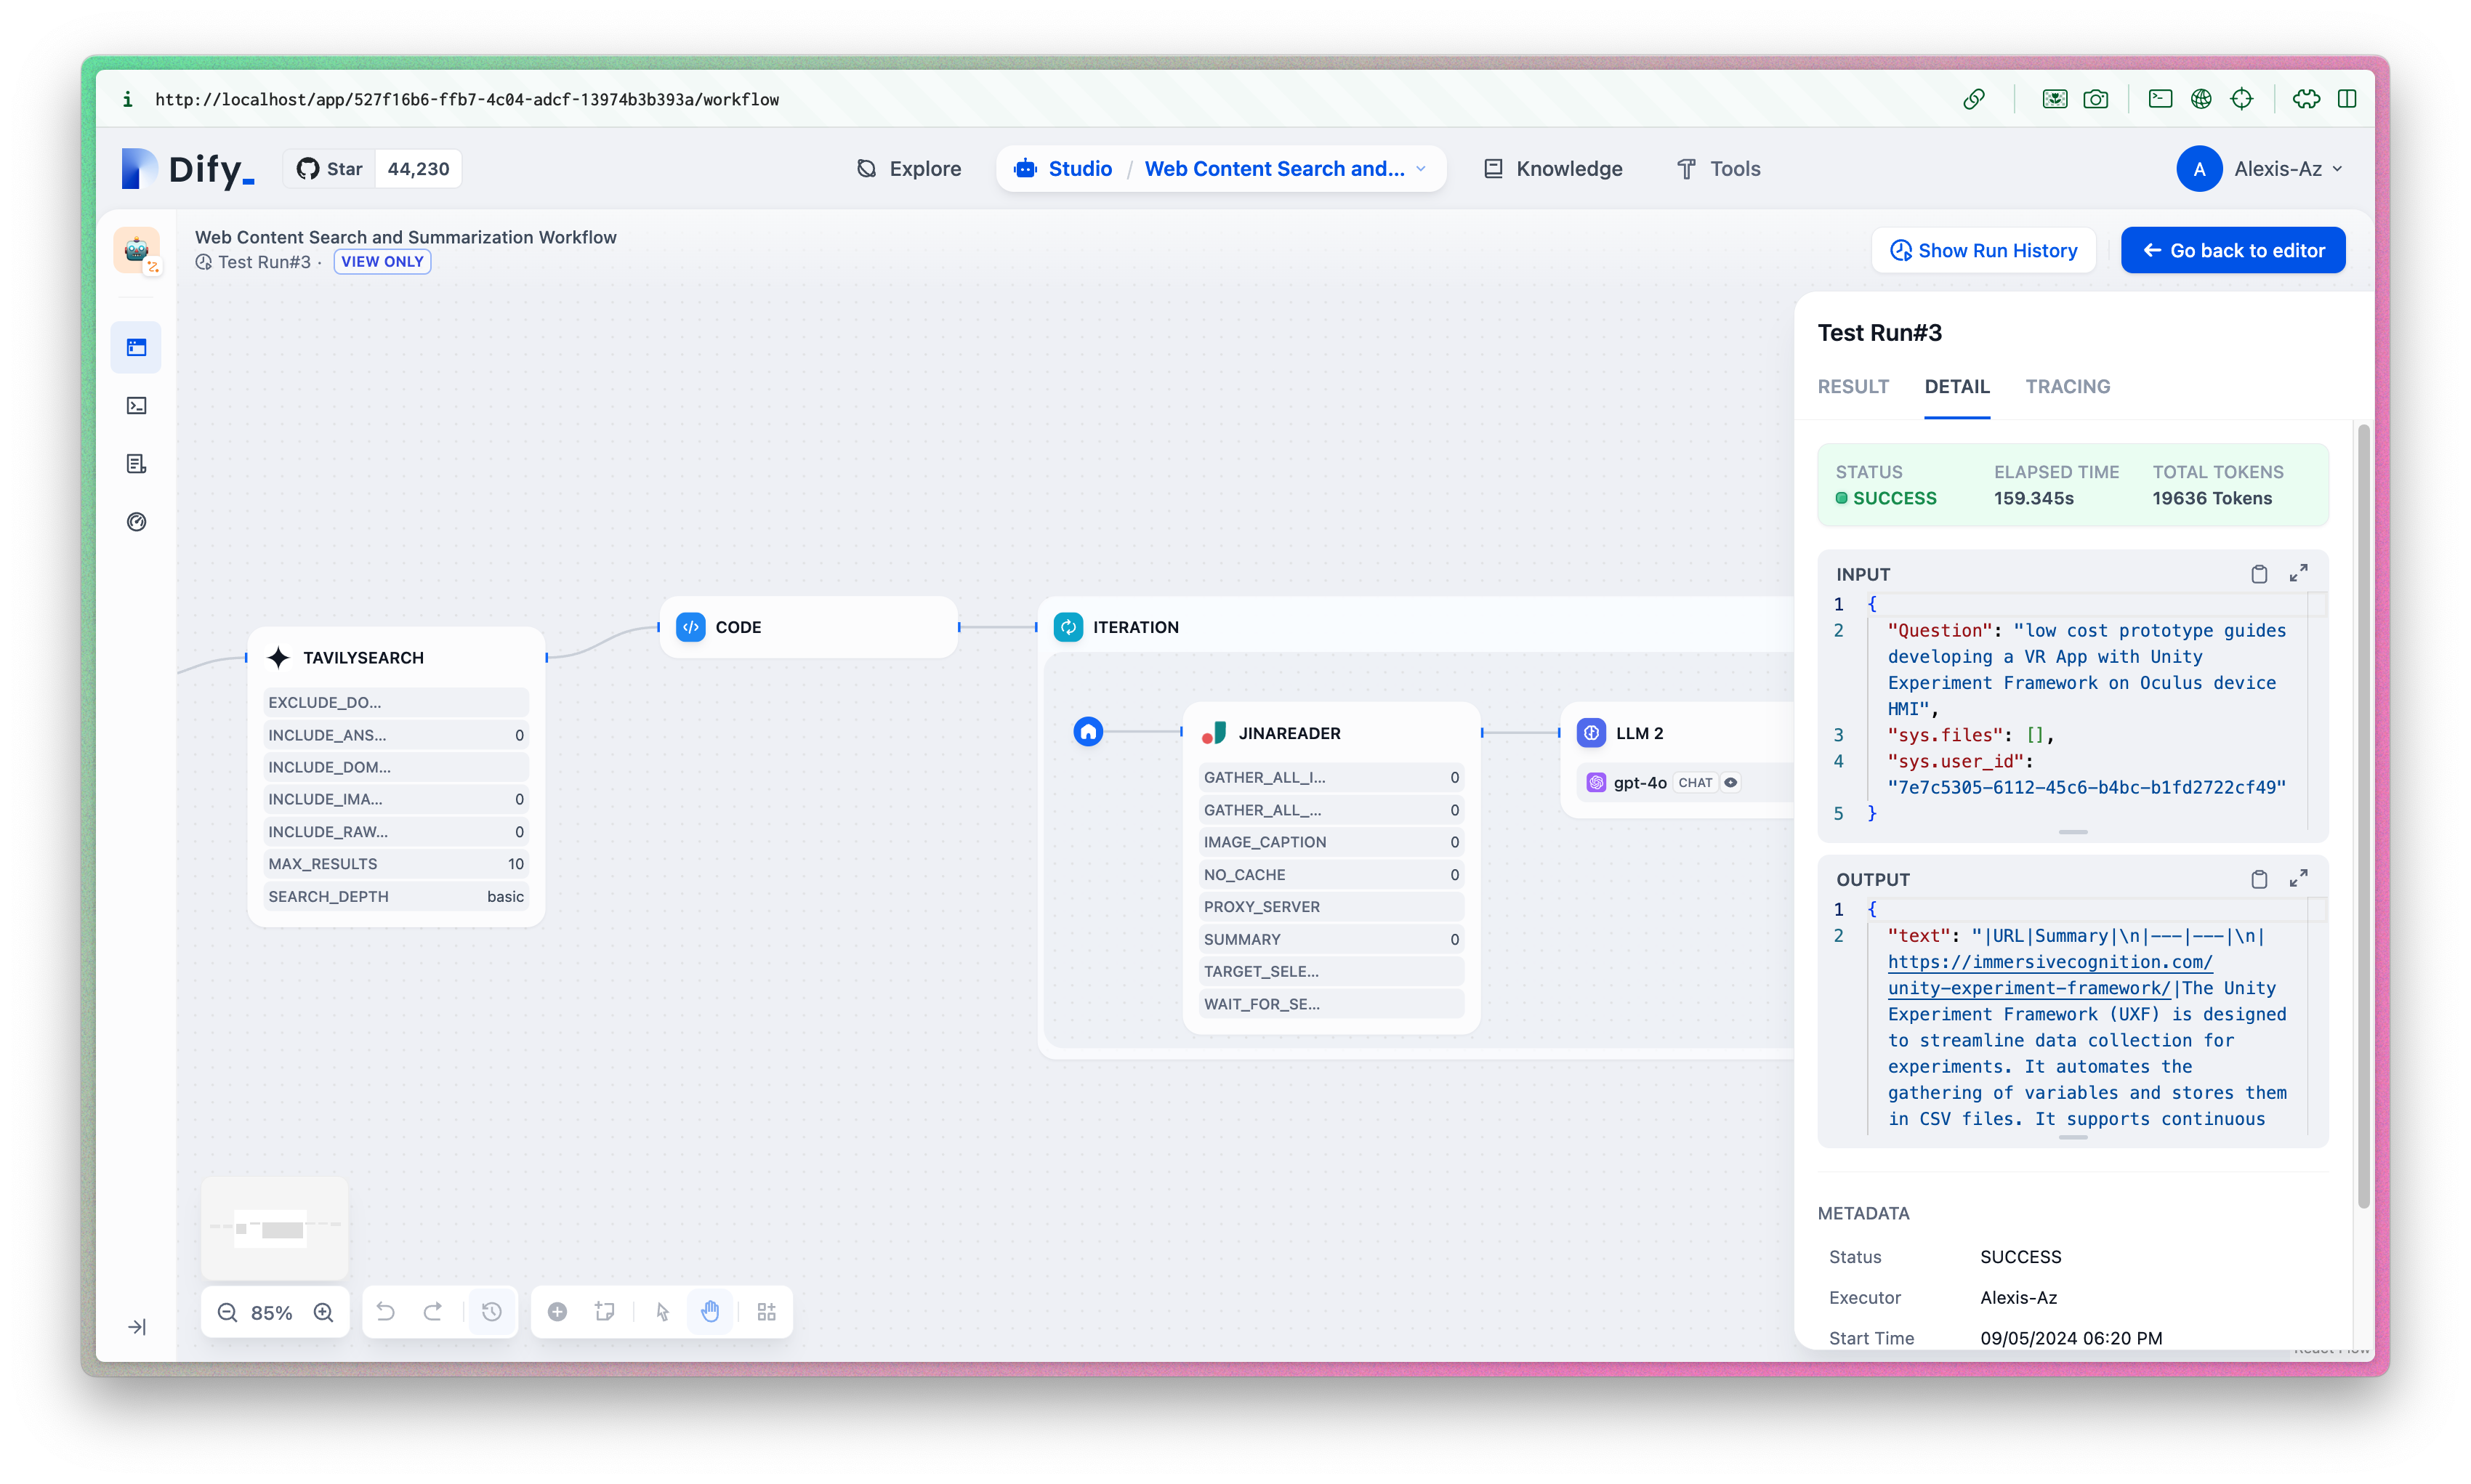 http://localhost/app/527f16b6-ffb7-4c04-adcf-13974b3b393a/workflow
Dify_
Star 44,230
Explore
Studio / Web Content Search and...
Knowledge
Tools
A Alexis-Az
Web Content Search and Summarization Workflow
Test Run#3 · VIEW ONLY
Show Run History
← Go back to editor
TAVILYSEARCH
EXCLUDE_DO...
INCLUDE_ANS... 0
INCLUDE_DOM...
INCLUDE_IMA... 0
INCLUDE_RAW... 0
MAX_RESULTS 10
SEARCH_DEPTH basic
CODE
ITERATION
JINAREADER
GATHER_ALL_I... 0
GATHER_ALL_... 0
IMAGE_CAPTION 0
NO_CACHE 0
PROXY_SERVER
SUMMARY 0
TARGET_SELE...
WAIT_FOR_SE...
LLM 2
gpt-4o CHAT
85%
Test Run#3
RESULT DETAIL TRACING
STATUS ELAPSED TIME TOTAL TOKENS
SUCCESS 159.345s 19636 Tokens
INPUT
1 {
2 "Question": "low cost prototype guides
developing a VR App with Unity
Experiment Framework on Oculus device
HMI",
3 "sys.files": [],
4 "sys.user_id":
"7e7c5305-6112-45c6-b4bc-b1fd2722cf49"
5 }
OUTPUT
1 {
2 "text": "|URL|Summary|\n|---|---|\n|
https://immersivecognition.com/
unity-experiment-framework/|The Unity
Experiment Framework (UXF) is designed
to streamline data collection for
experiments. It automates the
gathering of variables and stores them
in CSV files. It supports continuous
METADATA
Status SUCCESS
Executor Alexis-Az
Start Time 09/05/2024 06:20 PM
React Flow